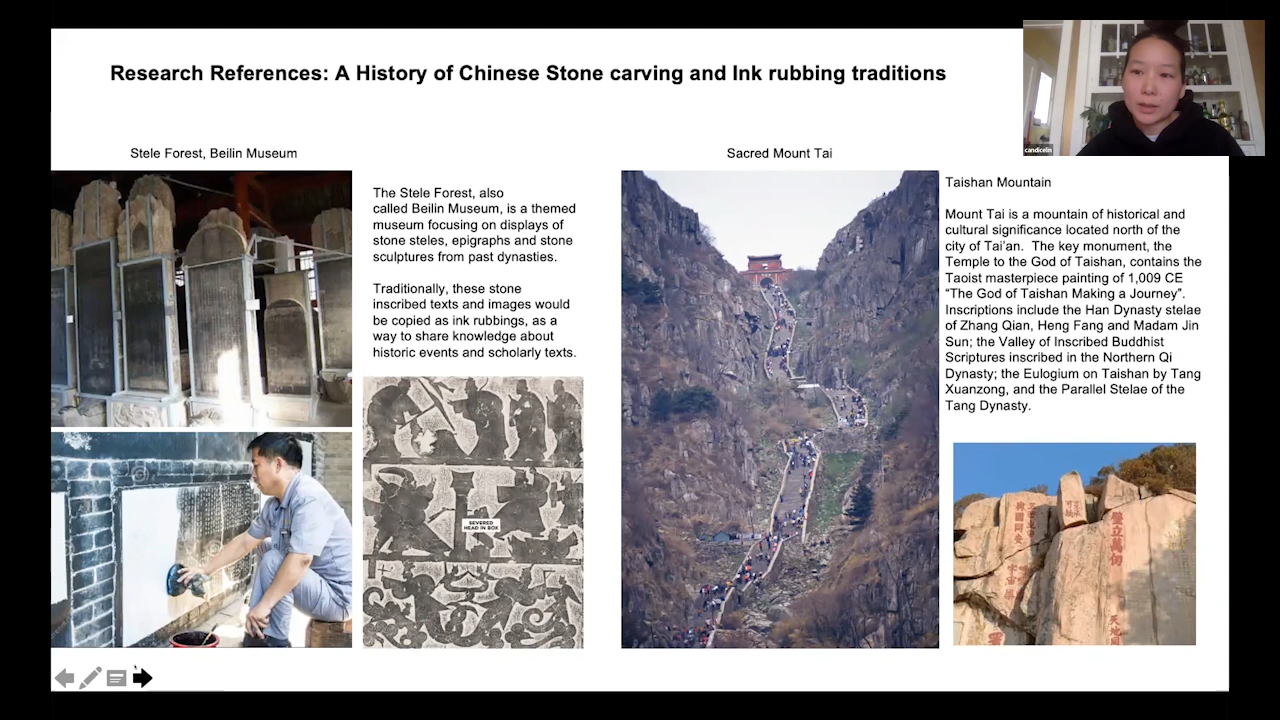 Research References: A History of Chinese Stone carving and Ink rubbing traditions
candicelin
Stele Forest, Beilin Museum
The Stele Forest, also
called Beilin Museum, is a themed
museum focusing on displays of
stone steles, epigraphs and stone
sculptures from past dynasties.
Traditionally, these stone
inscribed texts and images would
be copied as ink rubbings, as a
way to share knowledge about
historic events and scholarly texts.
SEVERED
HEAD IN BOX
Sacred Mount Tai
Taishan Mountain
Mount Tai is a mountain of historical and
cultural significance located north of the
city of Tai'an.  The key monument, the
Temple to the God of Taishan, contains the
Taoist masterpiece painting of 1,009 CE
“The God of Taishan Making a Journey”.
Inscriptions include the Han Dynasty stelae
of Zhang Qian, Heng Fang and Madam Jin
Sun; the Valley of Inscribed Buddhist
Scriptures inscribed in the Northern Qi
Dynasty; the Eulogium on Taishan by Tang
Xuanzong, and the Parallel Stelae of the
Tang Dynasty.
壁立萬仞
天地同